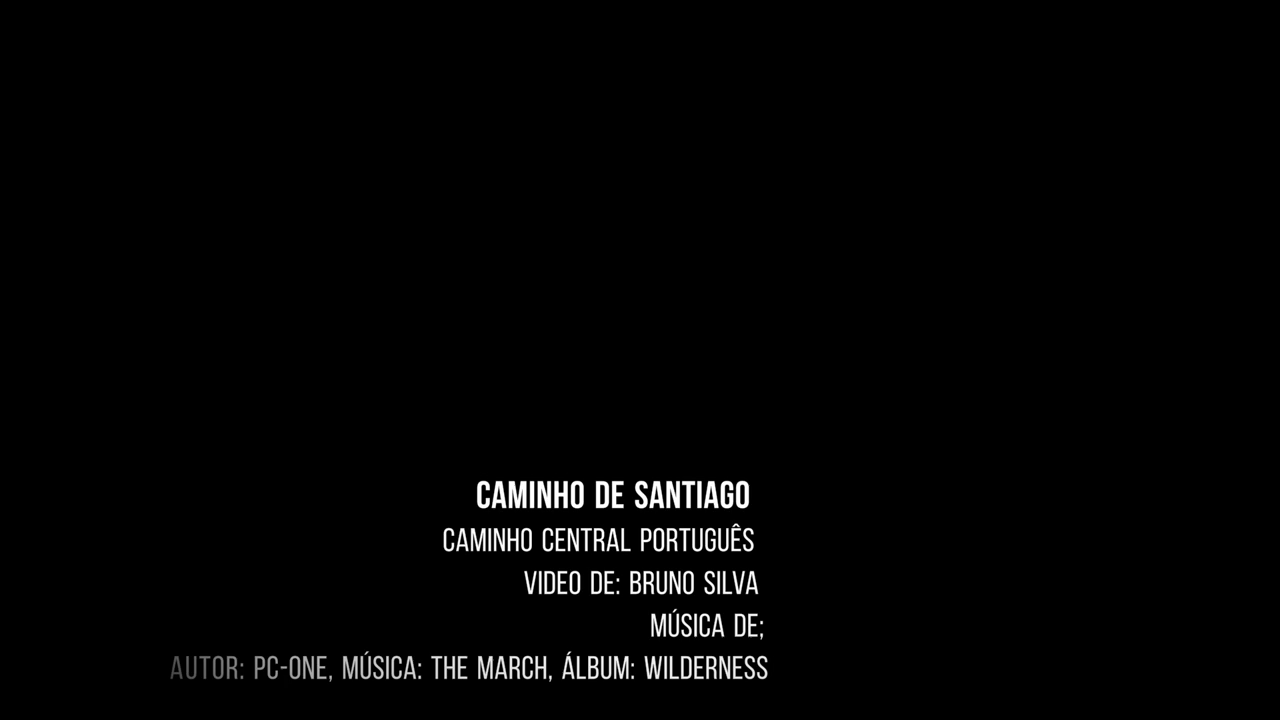 CAMINHO DE SANTIAGO
CAMINHO CENTRAL PORTUGUÊS
VIDEO DE: BRUNO SILVA
MÚSICA DE;
AUTOR: PC-ONE, MÚSICA: THE MARCH, ÁLBUM: WILDERNESS